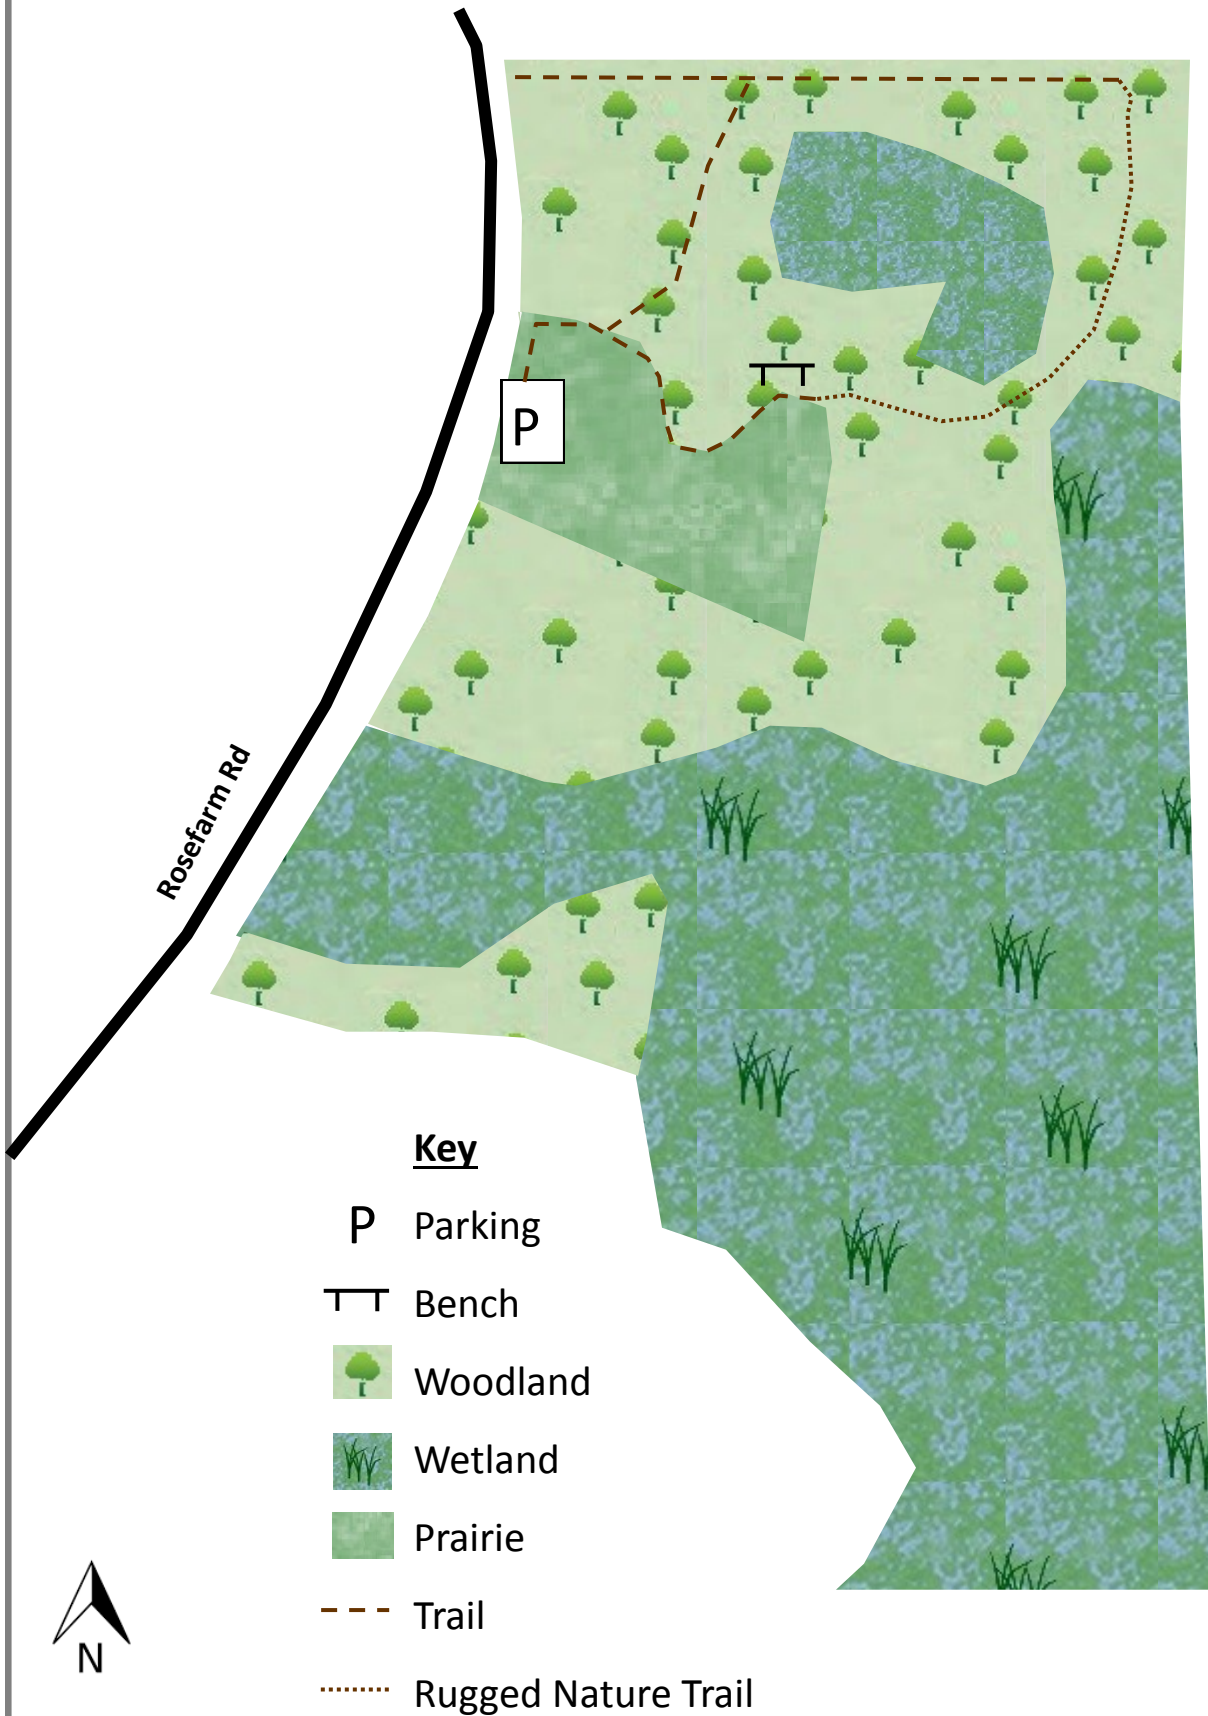 P
Rosefarm Rd
Key
P Parking
Bench
Woodland
Wetland
Prairie
Trail
Rugged Nature Trail
N